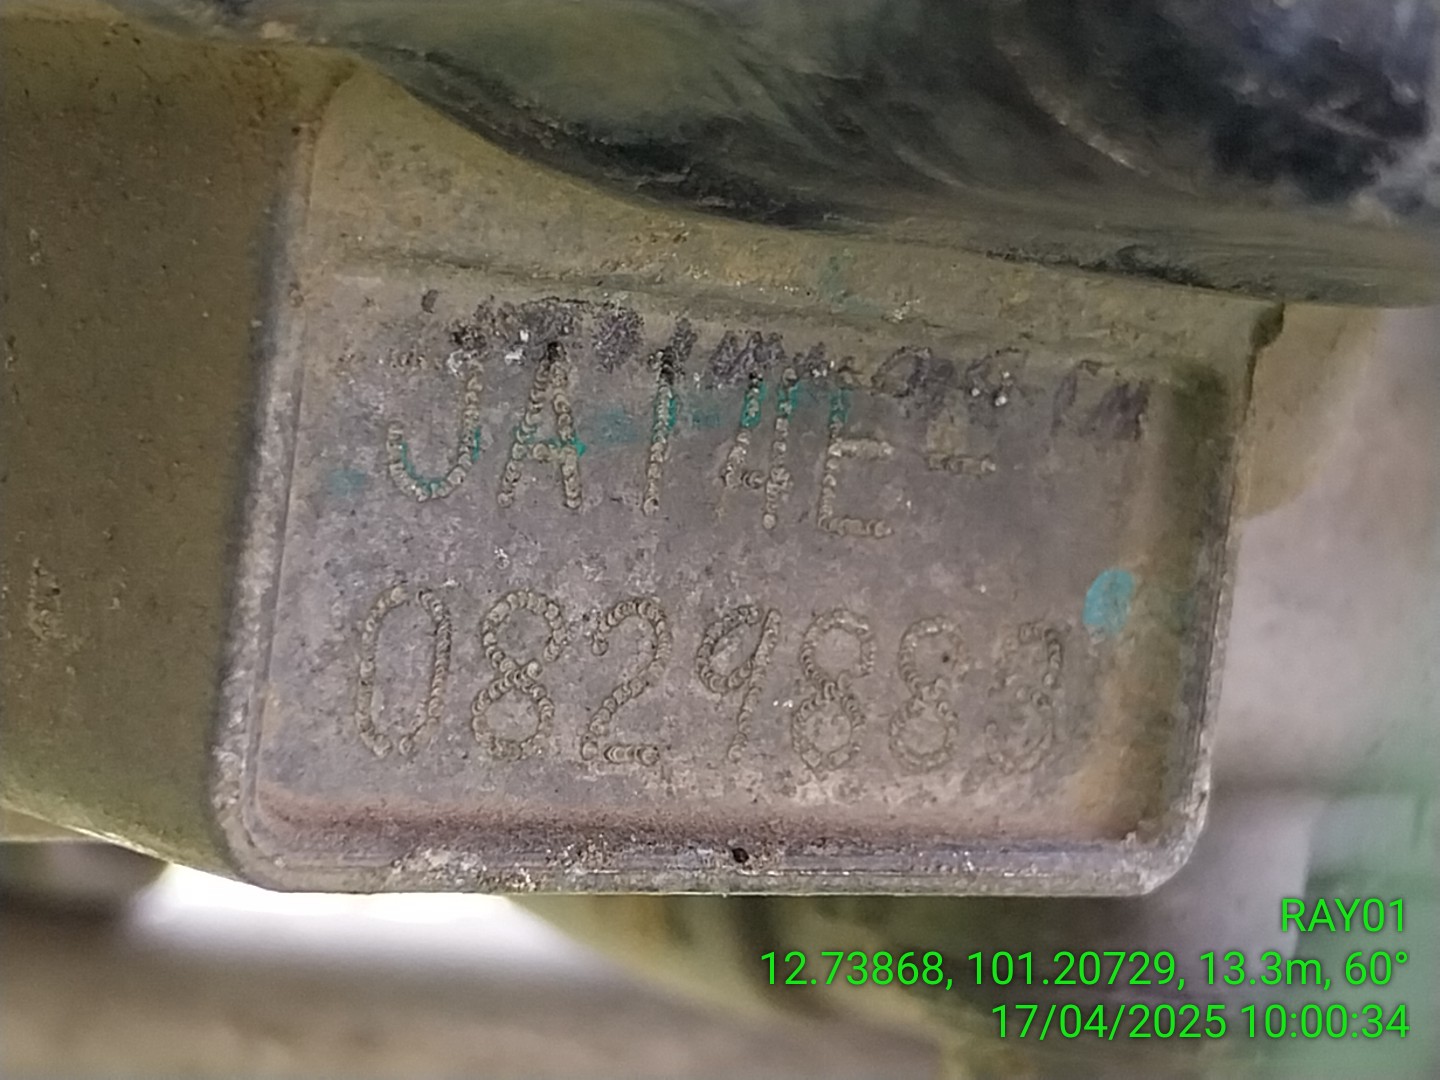 JA14E-
0829883
RAY01
12.73868, 101.20729, 13.3m, 60°
17/04/2025 10:00:34